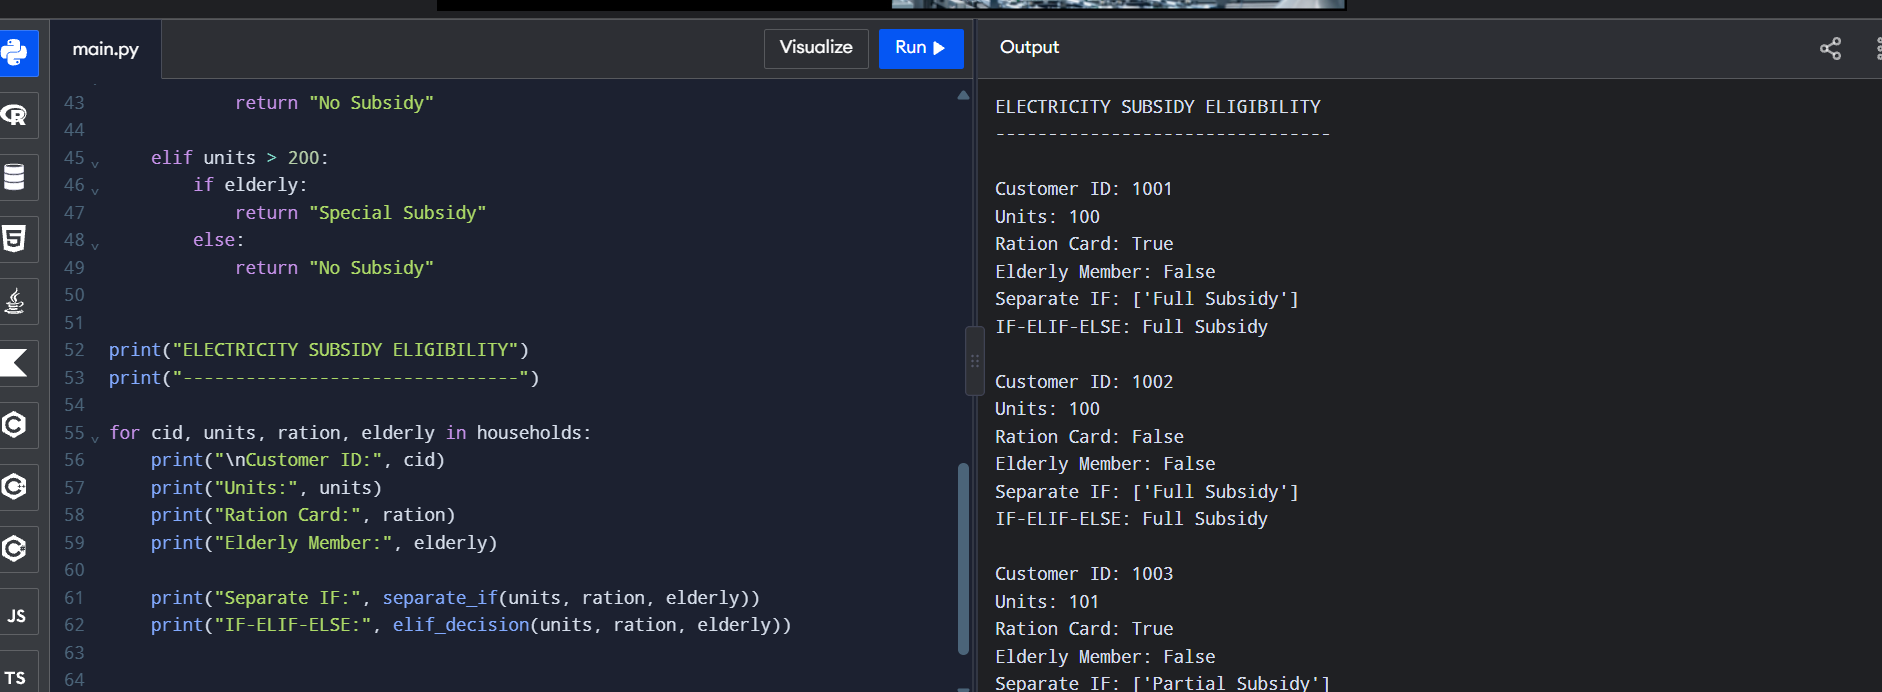 main.py
Visualize
Run
Output
43 return "No Subsidy"
44
45 elif units > 200:
46 if elderly:
47 return "Special Subsidy"
48 else:
49 return "No Subsidy"
50
51
52 print("ELECTRICITY SUBSIDY ELIGIBILITY")
53 print("--------------------------------")
54
55 for cid, units, ration, elderly in households:
56 print("\nCustomer ID:", cid)
57 print("Units:", units)
58 print("Ration Card:", ration)
59 print("Elderly Member:", elderly)
60
61 print("Separate IF:", separate_if(units, ration, elderly))
62 print("IF-ELIF-ELSE:", elif_decision(units, ration, elderly))
63
64
ELECTRICITY SUBSIDY ELIGIBILITY
--------------------------------
Customer ID: 1001
Units: 100
Ration Card: True
Elderly Member: False
Separate IF: ['Full Subsidy']
IF-ELIF-ELSE: Full Subsidy
Customer ID: 1002
Units: 100
Ration Card: False
Elderly Member: False
Separate IF: ['Full Subsidy']
IF-ELIF-ELSE: Full Subsidy
Customer ID: 1003
Units: 101
Ration Card: True
Elderly Member: False
Separate IF: ['Partial Subsidy']
R
5
C
C
C
JS
TS